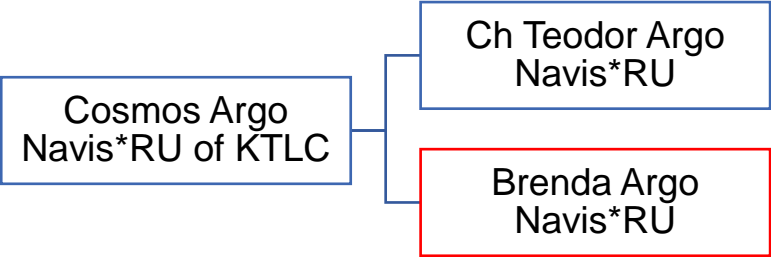 Ch Teodor Argo
Navis*RU
Cosmos Argo
Navis*RU of KTLC
Brenda Argo
Navis*RU